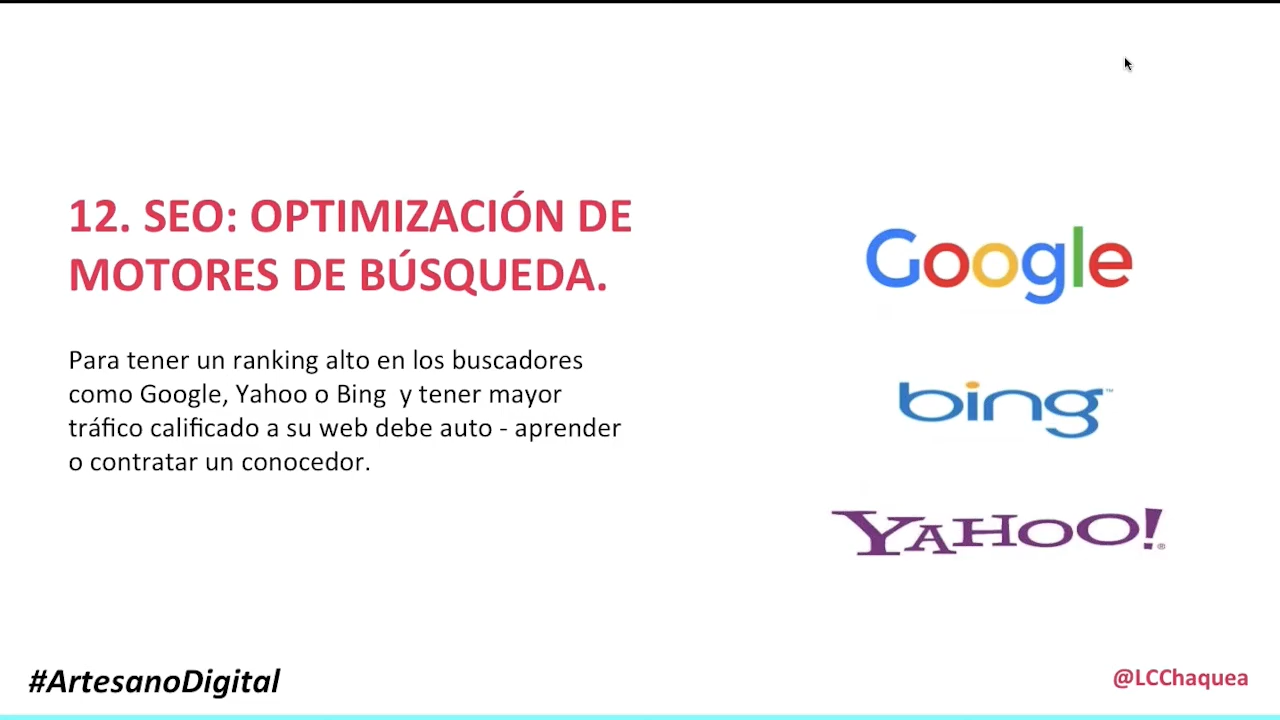 12. SEO: OPTIMIZACIÓN DE
MOTORES DE BÚSQUEDA.
Para tener un ranking alto en los buscadores
como Google, Yahoo o Bing  y tener mayor
tráfico calificado a su web debe auto - aprender
o contratar un conocedor.
Google
bing™
YAHOO!®
#ArtesanoDigital
@LCChaquea